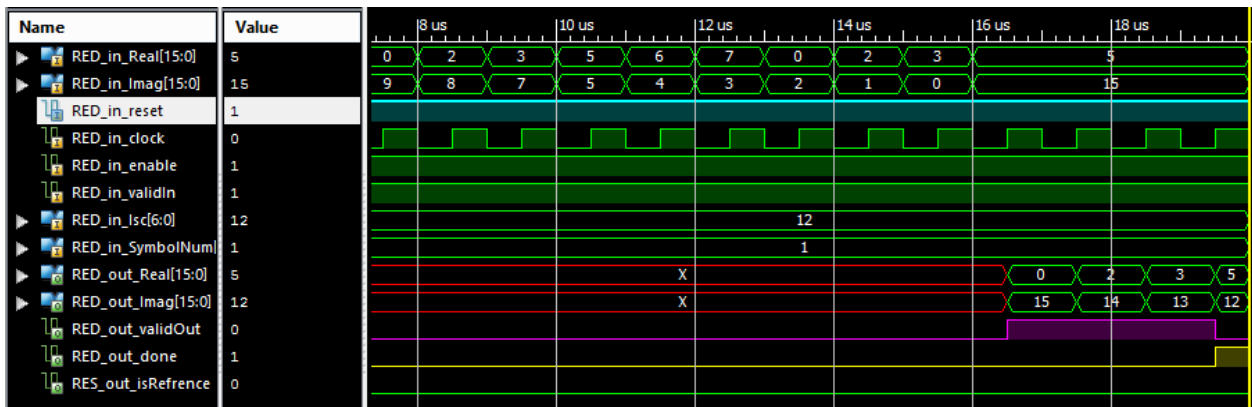 Name Value 8 us 10 us 12 us 14 us 16 us 18 us
RED_in_Real[15:0] 5 0 2 3 5 6 7 0 2 3 5
RED_in_Imag[15:0] 15 9 8 7 5 4 3 2 1 0 15
RED_in_reset 1
RED_in_clock 0
RED_in_enable 1
RED_in_validIn 1
RED_in_lsc[6:0] 12 12
RED_in_SymbolNum[ 1 1
RED_out_Real[15:0] 5 X 0 2 3 5
RED_out_Imag[15:0] 12 X 15 14 13 12
RED_out_validOut 0
RED_out_done 1
RES_out_isRefrence 0